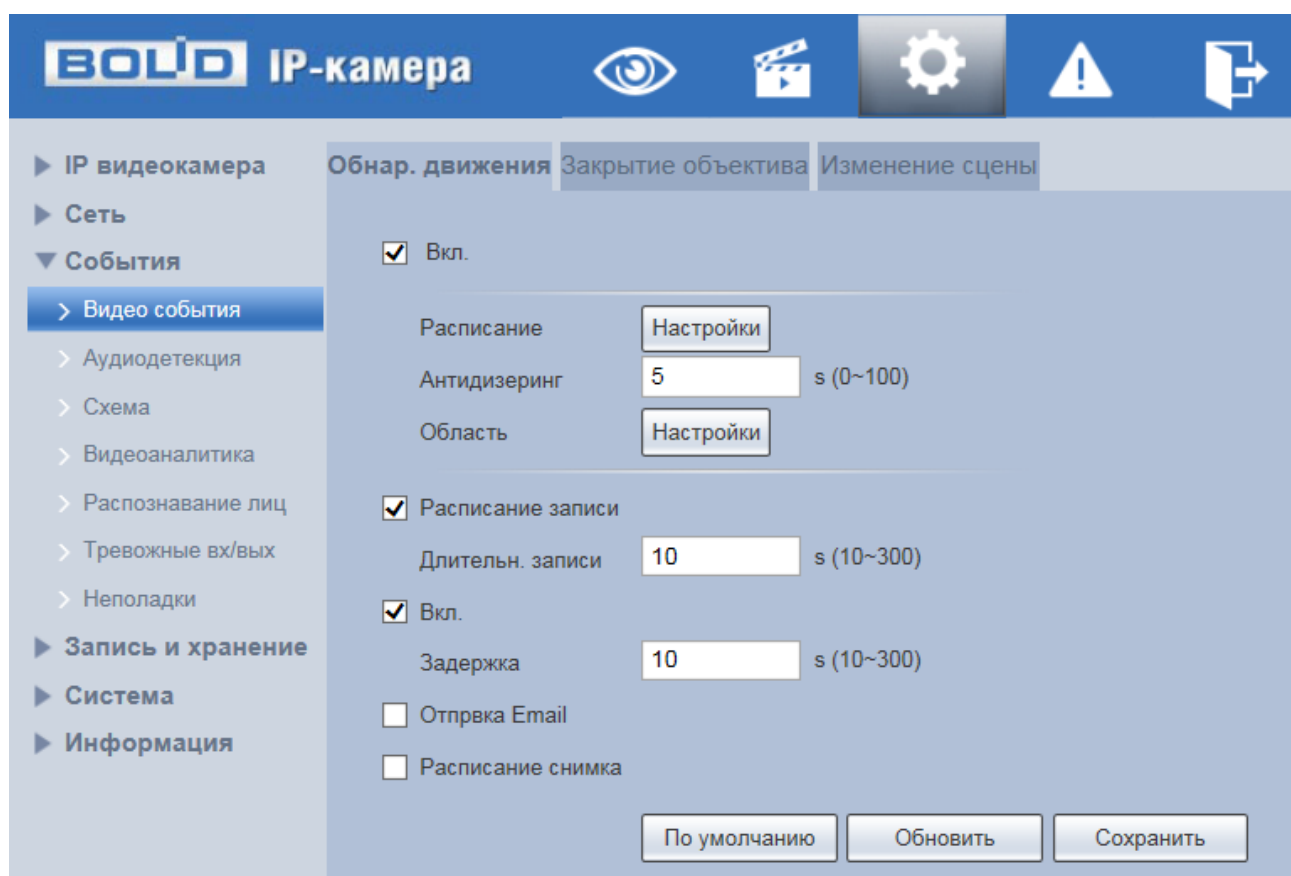 BOLID IP-камера
IP видеокамера
Сеть
События
Видео события
Аудиодетекция
Схема
Видеоаналитика
Распознавание лиц
Тревожные вх/вых
Неполадки
Запись и хранение
Система
Информация
Обнар. движения Закрытие объектива Изменение сцены
Вкл.
Расписание Настройки
Антидизеринг 5 s (0~100)
Область Настройки
Расписание записи
Длительн. записи 10 s (10~300)
Вкл.
Задержка 10 s (10~300)
Отпрвка Email
Расписание снимка
По умолчанию Обновить Сохранить